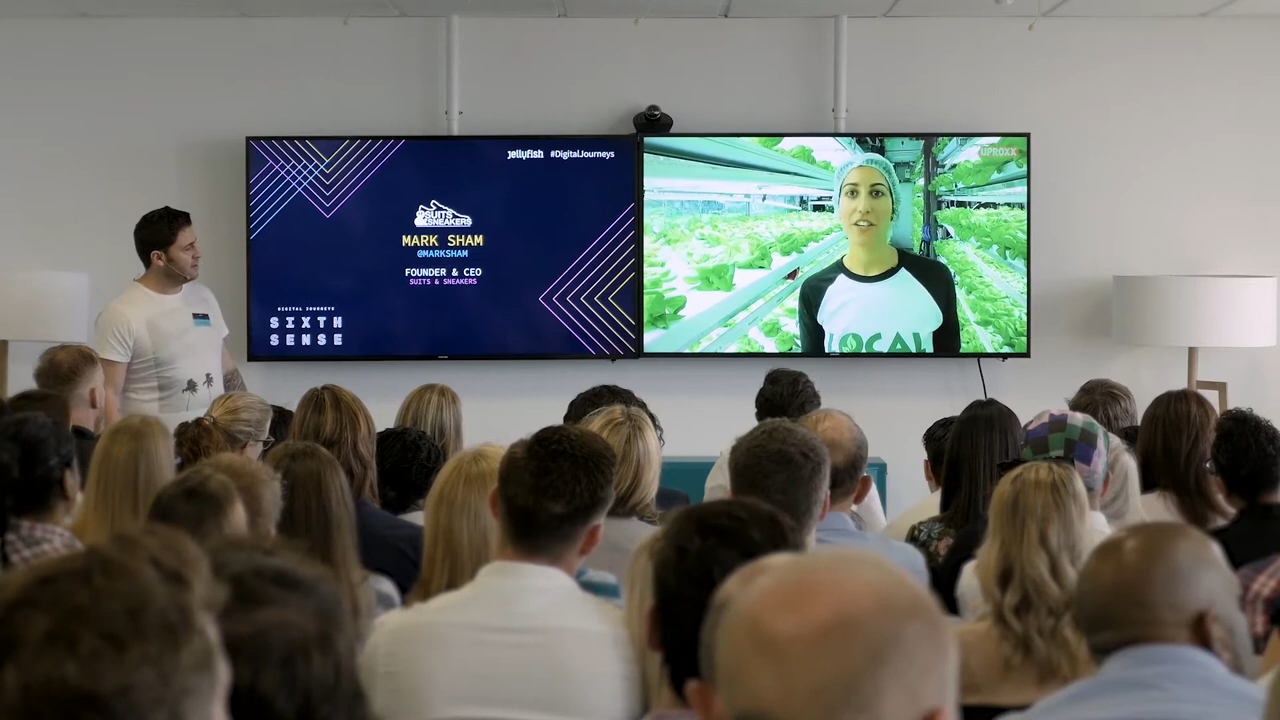 jellyfish #DigitalJourneys
SUITS
SNEAKERS
MARK SHAM
@MARKSHAM
FOUNDER & CEO
SUITS & SNEAKERS
DIGITAL JOURNEYS
SIXTH
SENSE
UPROXX
LOCAL